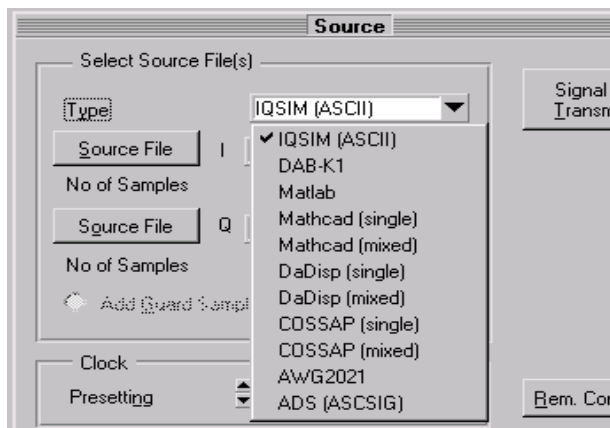 Source
Select Source File(s)
Type IQSIM (ASCII)
Signal
Transm
Source File I
✔ IQSIM (ASCII)
DAB-K1
No of Samples
Matlab
Mathcad (single)
Source File Q
Mathcad (mixed)
No of Samples
DaDisp (single)
DaDisp (mixed)
Add Guard Sampl
COSSAP (single)
COSSAP (mixed)
Clock
AWG2021
Presetting
ADS (ASCSIG)
Rem. Cor